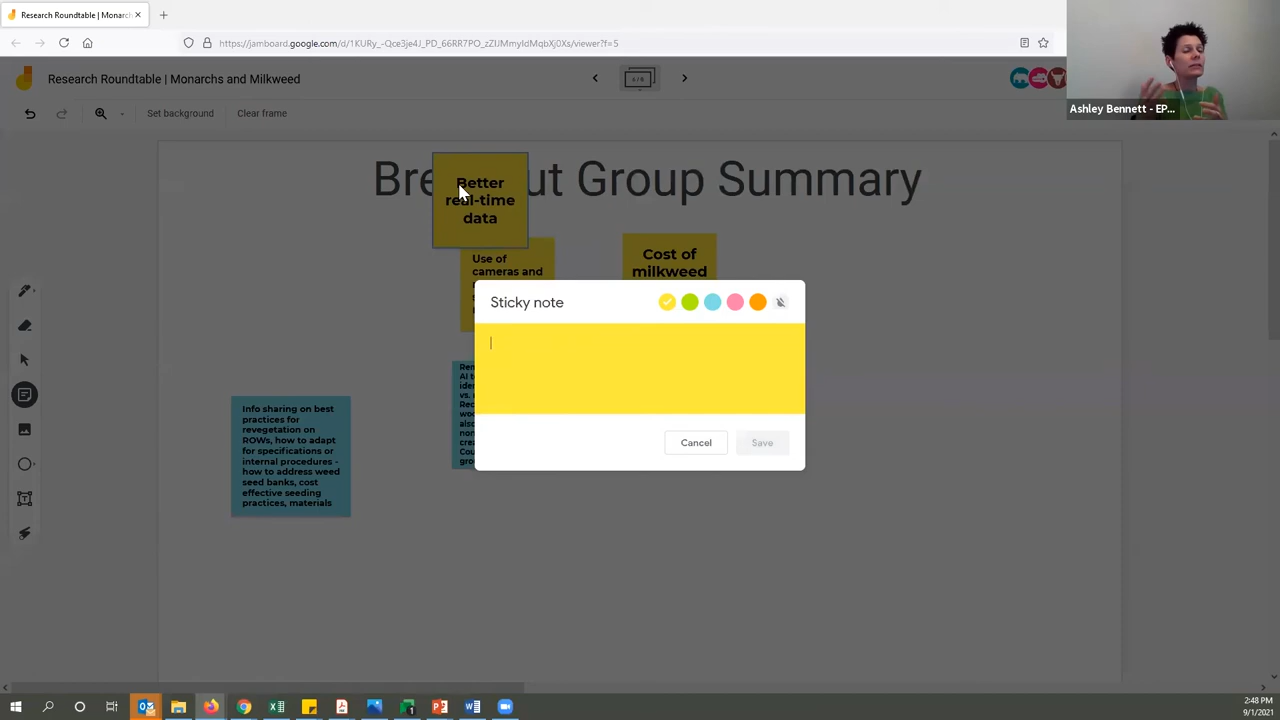 Research Roundtable | Monarc
https://jamboard.google.com/d/1KURy_-Qce3je4J_PD_66RR7PO_zZIJMmyIdMqbXj0Xs/viewer?f=5
Research Roundtable | Monarchs and Milkweed
Set background
Clear frame
Ashley Bennett - EP...
Bre
ut Group Summary
Better
real-time
data
Use of
cameras and
Cost of
milkweed
Sticky note
Cancel
Save
Info sharing on best
practices for
revegetation on
ROWs, how to adapt
for specifications or
internal procedures -
how to address weed
seed banks, cost
effective seeding
practices, materials
2:48 PM
9/1/2021